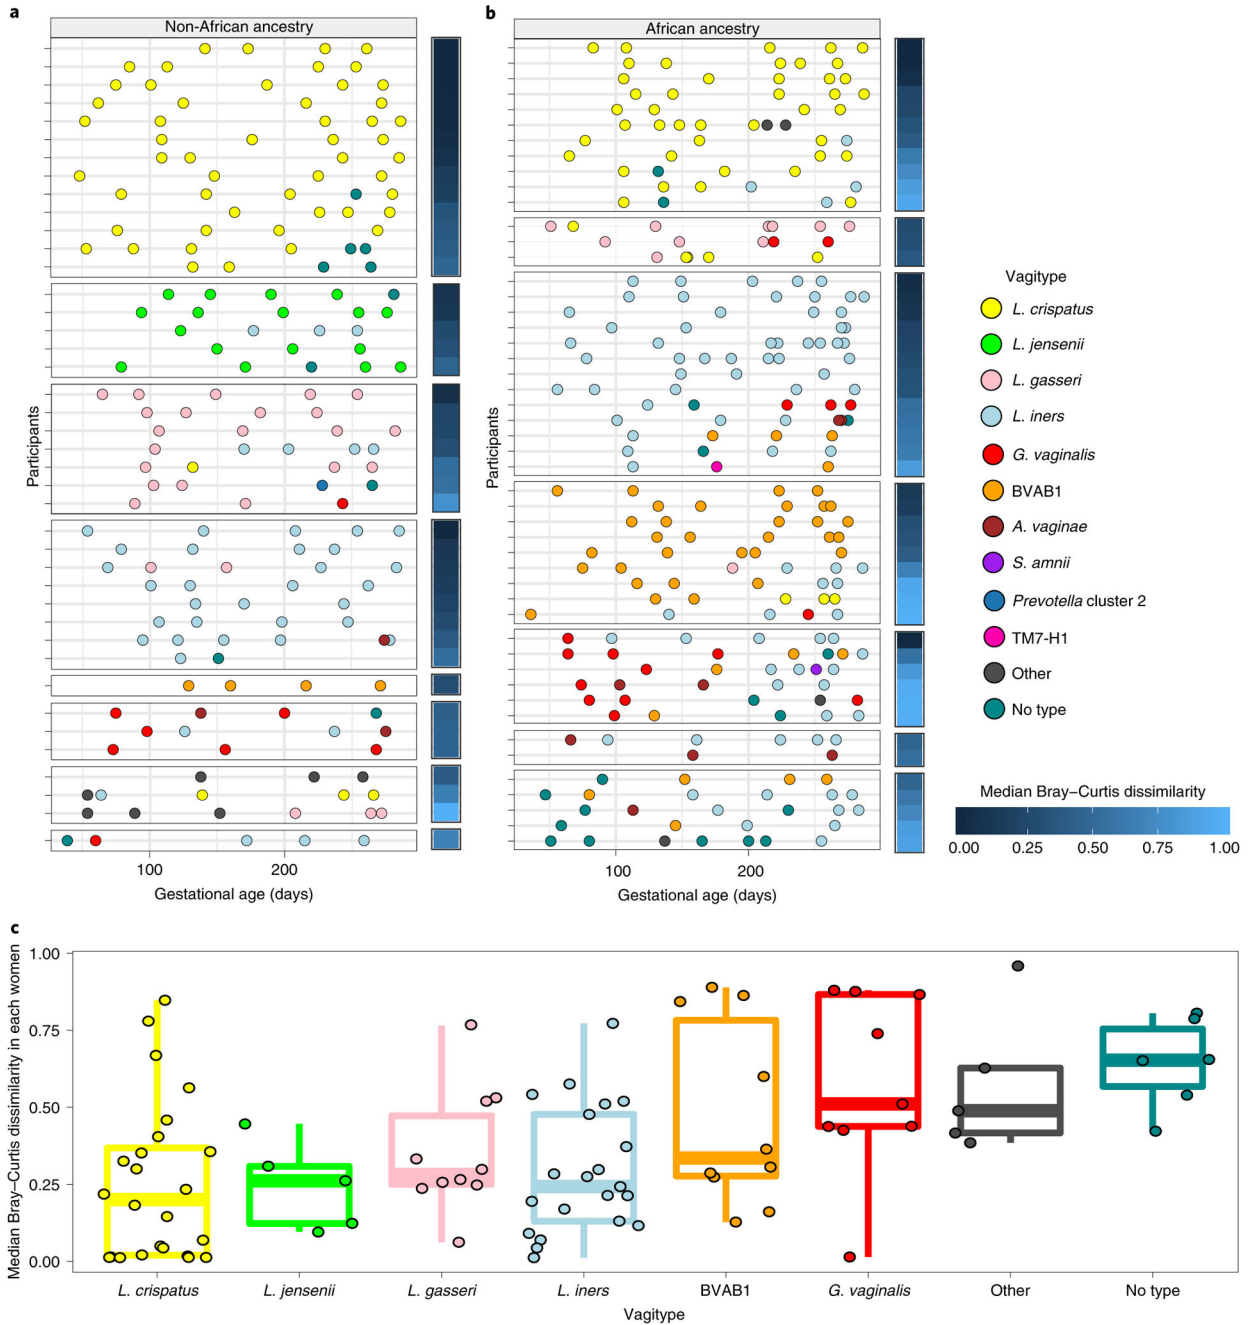 a
Non-African ancestry
Participants
100
200
Gestational age (days)
b
African ancestry
Participants
100
200
Gestational age (days)
Vagitype
L. crispatus
L. jensenii
L. gasseri
L. iners
G. vaginalis
BVAB1
A. vaginae
S. amnii
Prevotella cluster 2
TM7-H1
Other
No type
Median Bray–Curtis dissimilarity
0.00 0.25 0.50 0.75 1.00
c
Median Bray–Curtis dissimilarity in each women
1.00
0.75
0.50
0.25
0.00
L. crispatus L. jensenii L. gasseri L. iners BVAB1 G. vaginalis Other No type
Vagitype